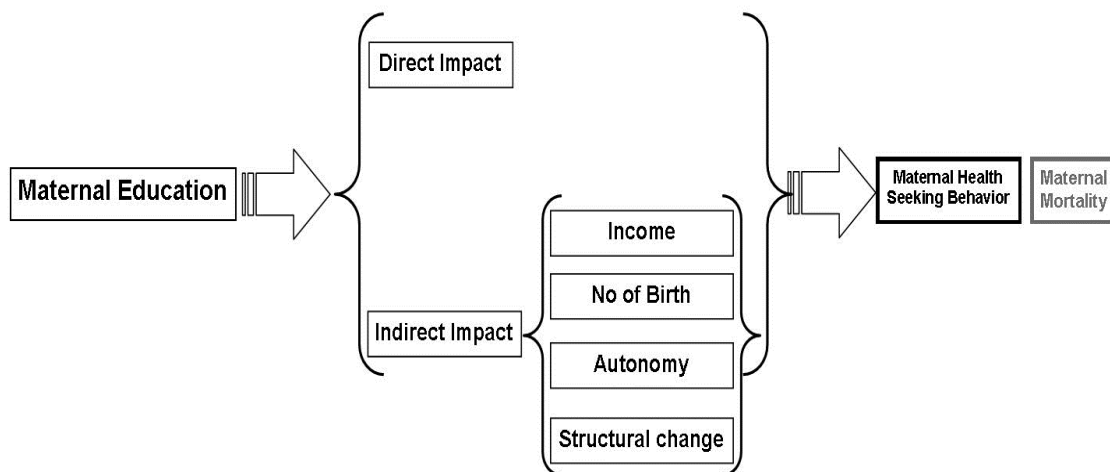 Direct Impact
Maternal Education
Maternal Health
Seeking Behavior
Maternal
Mortality
Income
No of Birth
Indirect Impact
Autonomy
Structural change